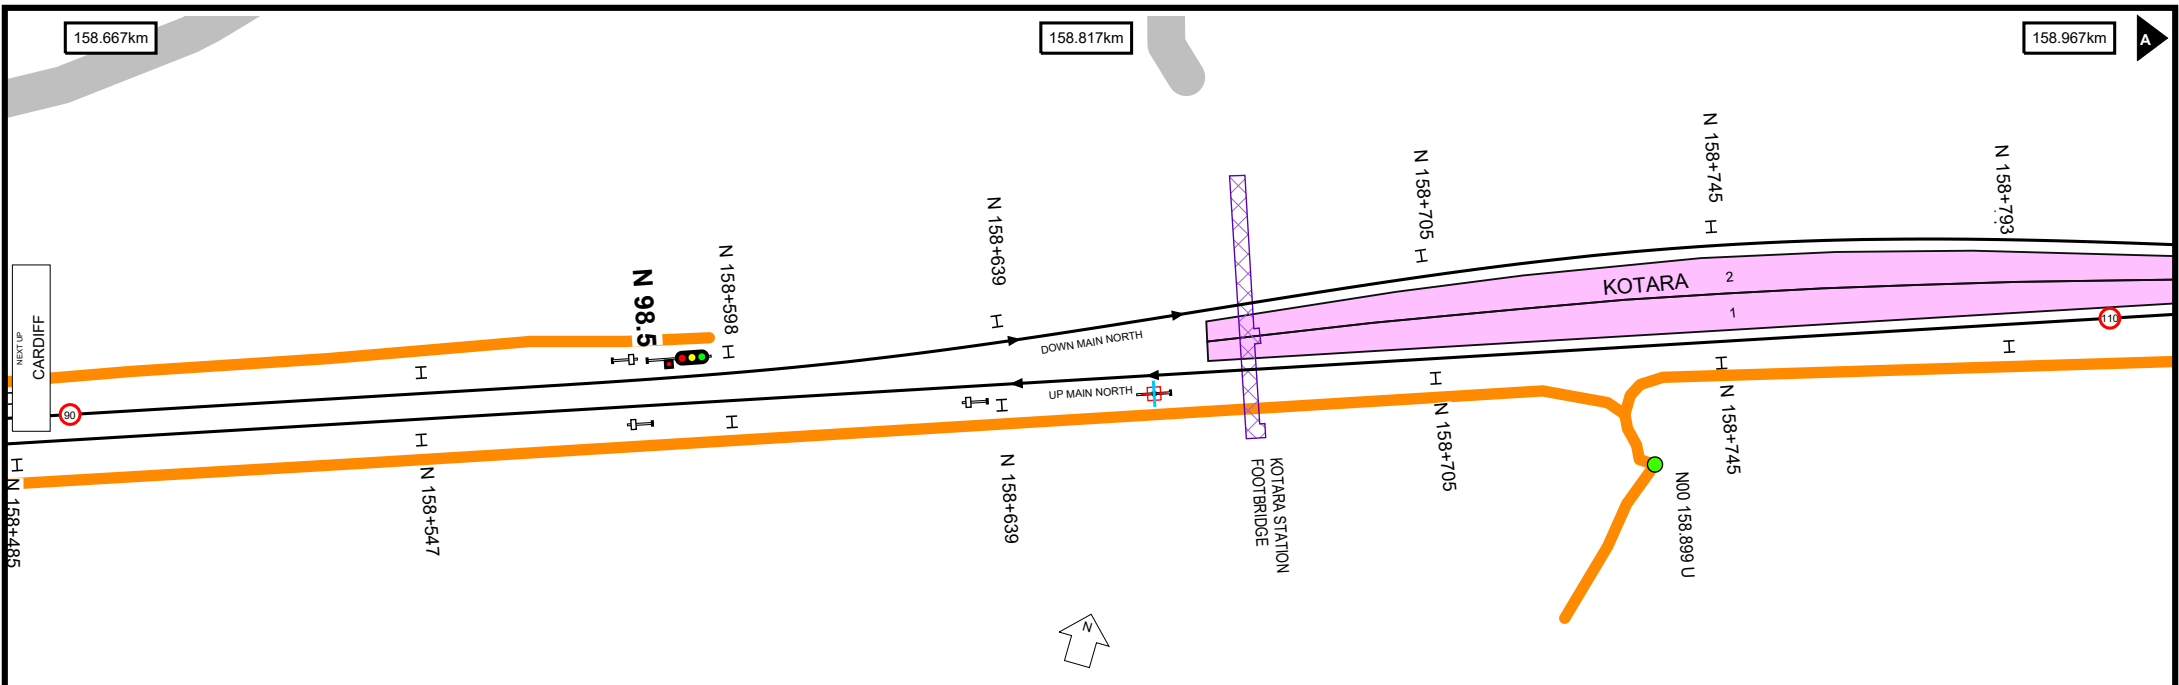 158.667km
158.817km
158.967km
A
N 158+745
N 158+705
N 158+793
N 158+639
N 158+598
N 98.5
KOTARA
2
1
110
DOWN MAIN NORTH
UP MAIN NORTH
NEXT UP
CARDIFF
90
N 158+485
N 158+547
N 158+639
KOTARA STATION
FOOTBRIDGE
N 158+705
N 158+745
N00 158.899 U
N